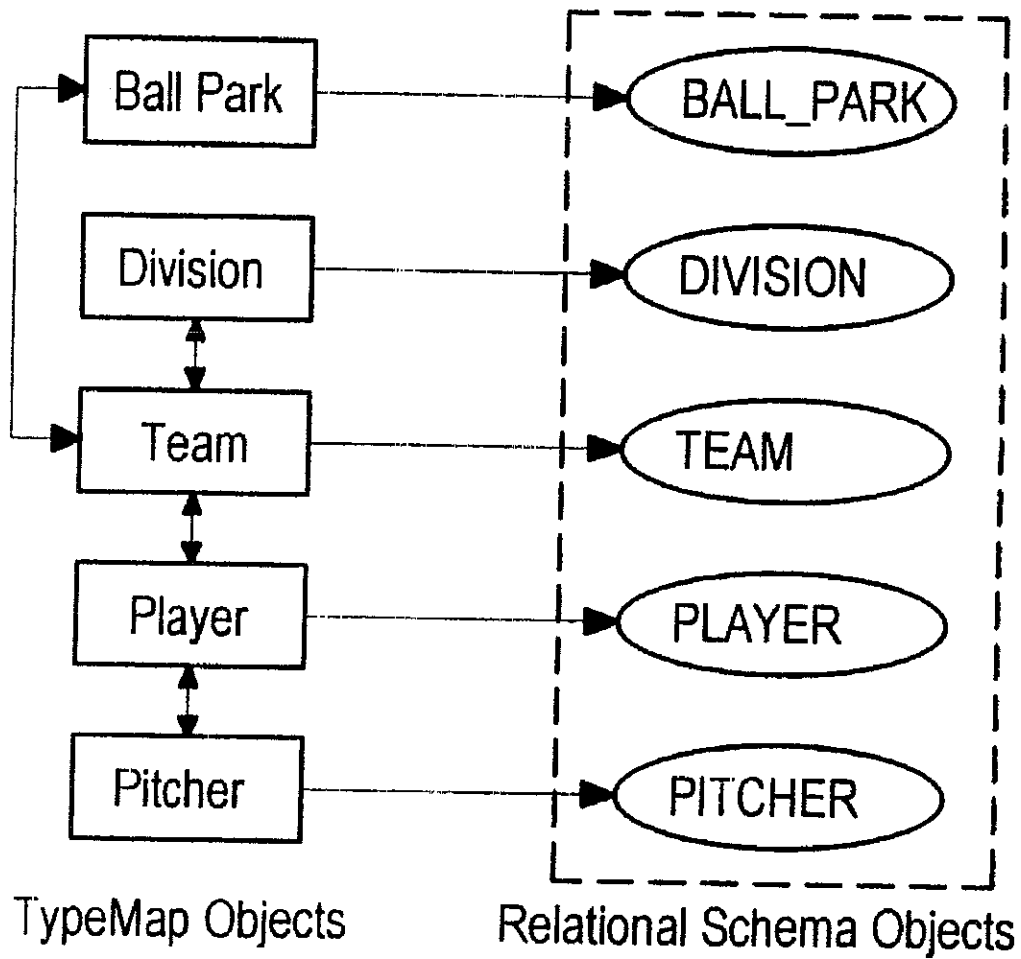 Ball Park
BALL_PARK
Division
DIVISION
Team
TEAM
Player
PLAYER
Pitcher
PITCHER
TypeMap Objects
Relational Schema Objects